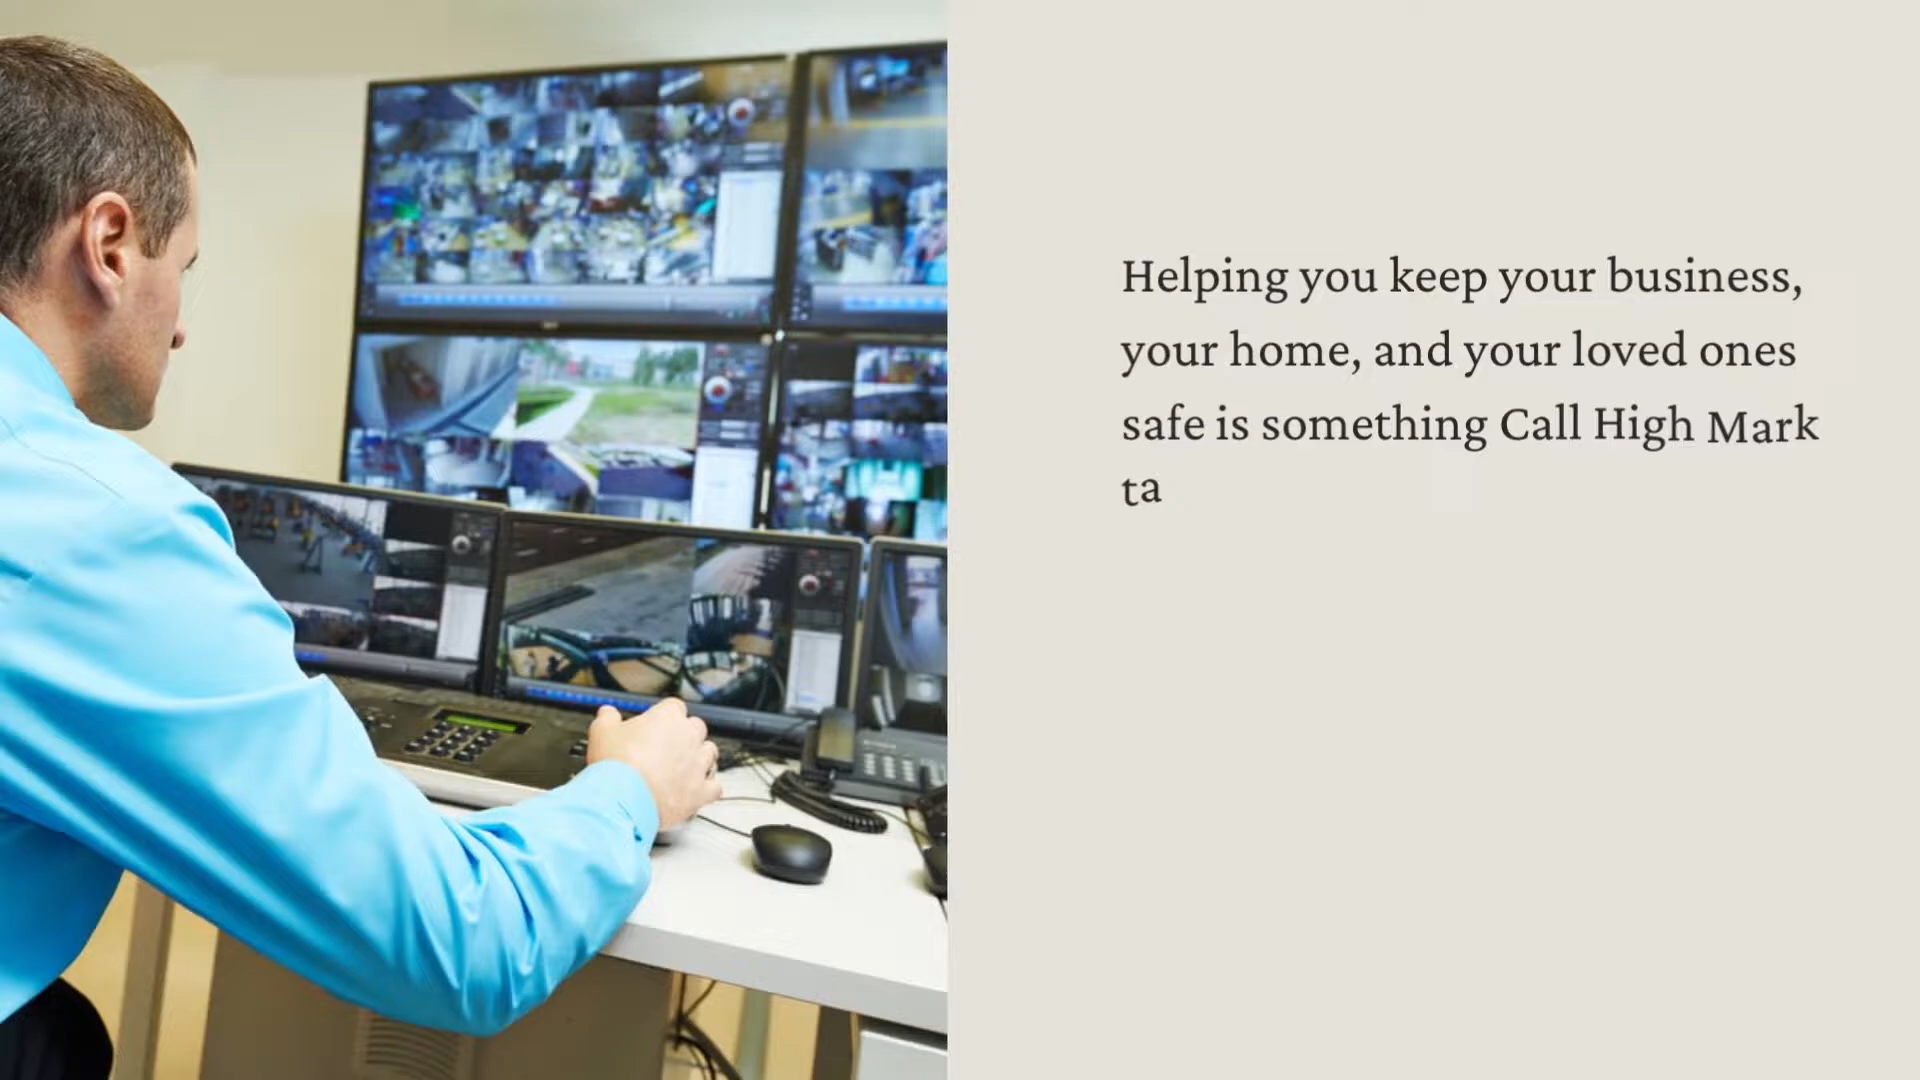 Helping you keep your business,
your home, and your loved ones
safe is something Call High Mark
ta